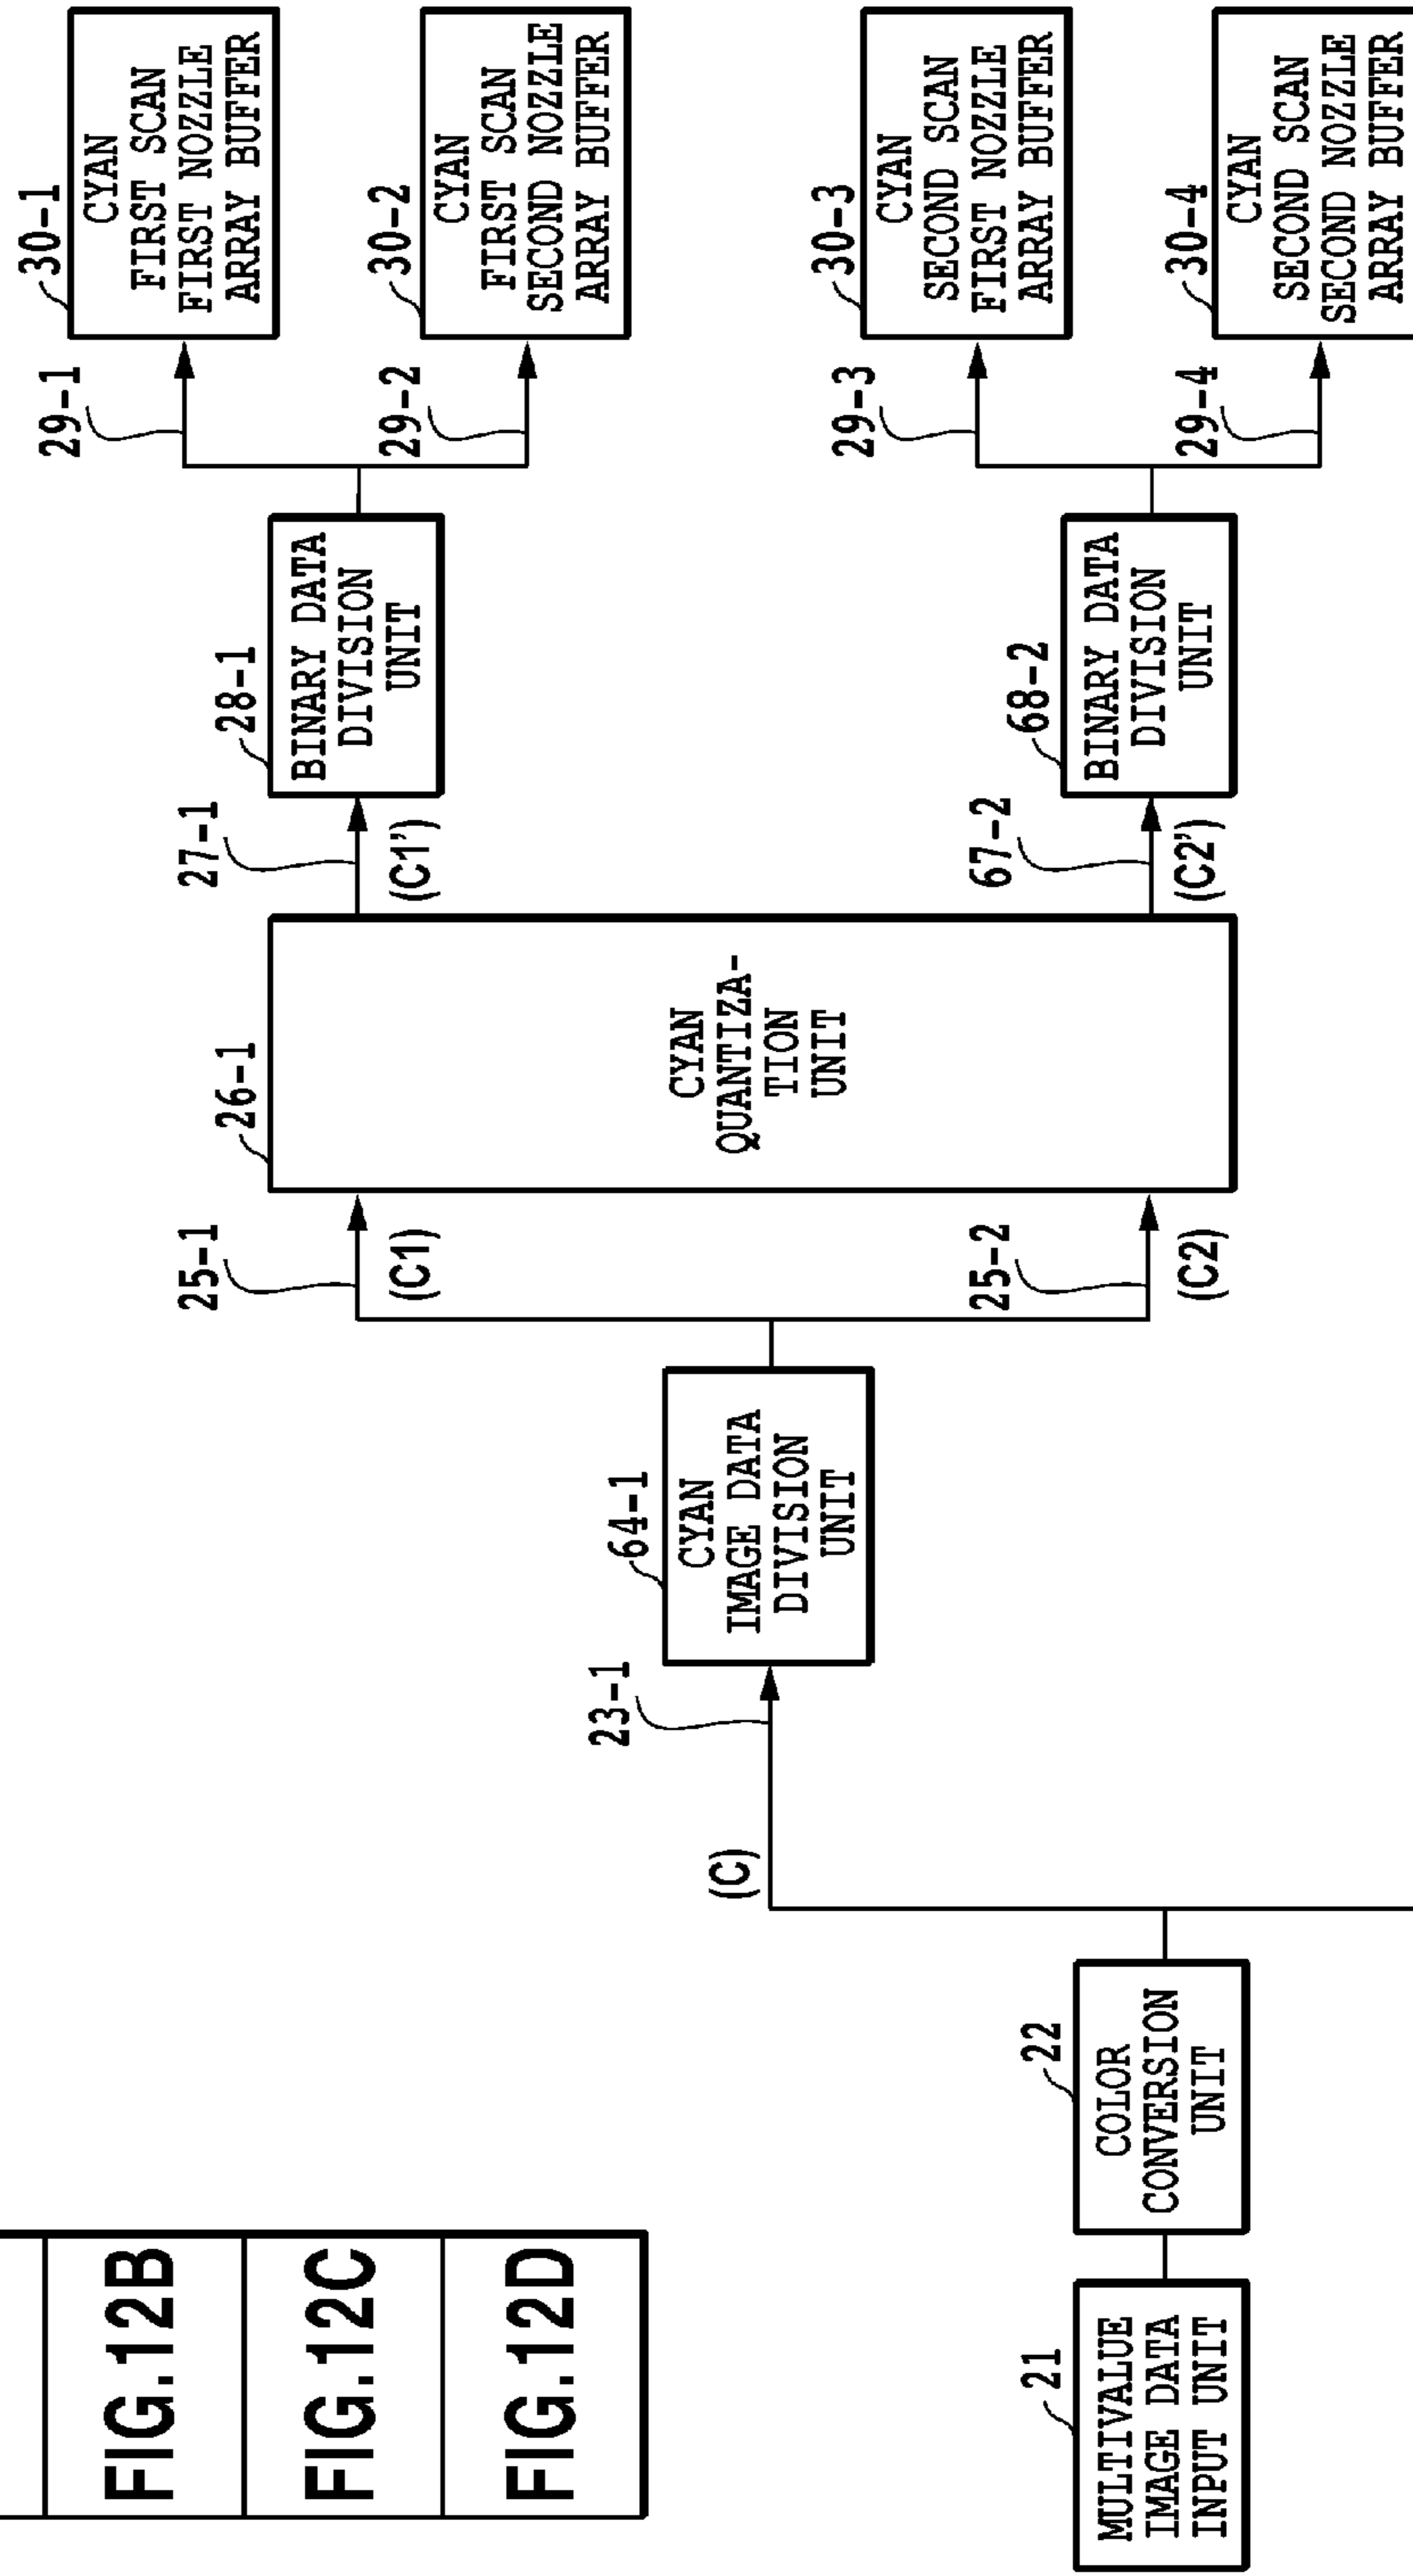 FIG.12B
FIG.12C
FIG.12D
21
MULTIVALUE
IMAGE DATA
INPUT UNIT
22
COLOR
CONVERSION
UNIT
(C)
23-1
64-1
CYAN
IMAGE DATA
DIVISION
UNIT
25-1
(C1)
25-2
(C2)
26-1
CYAN
QUANTIZA-
TION
UNIT
27-1
(C1')
67-2
(C2')
28-1
BINARY DATA
DIVISION
UNIT
68-2
BINARY DATA
DIVISION
UNIT
29-1
29-2
29-3
29-4
30-1
CYAN
FIRST SCAN
FIRST NOZZLE
ARRAY BUFFER
30-2
CYAN
FIRST SCAN
SECOND NOZZLE
ARRAY BUFFER
30-3
CYAN
SECOND SCAN
FIRST NOZZLE
ARRAY BUFFER
30-4
CYAN
SECOND SCAN
SECOND NOZZLE
ARRAY BUFFER